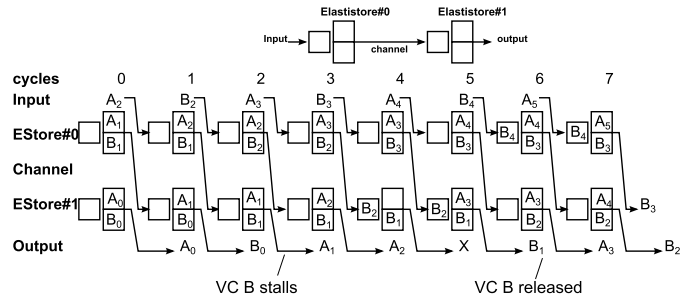 Elastistore#0 Elastistore#1
Input output
channel
cycles 0 1 2 3 4 5 6 7
Input A₂ B₂ A₃ B₃ A₄ B₄ A₅
A₁ A₂ A₂ A₃ A₃ A₄ A₄ A₅
EStore#0 B₄ B₄
B₁ B₁ B₂ B₂ B₃ B₃ B₃ B₃
Channel
A₀ A₁ A₁ A₂ A₃ A₃ A₄
EStore#1 B₂ B₂ B₃
B₀ B₀ B₁ B₁ B₁ B₁ B₂ B₂
Output A₀ B₀ A₁ A₂ X B₁ A₃ B₂
VC B stalls VC B released